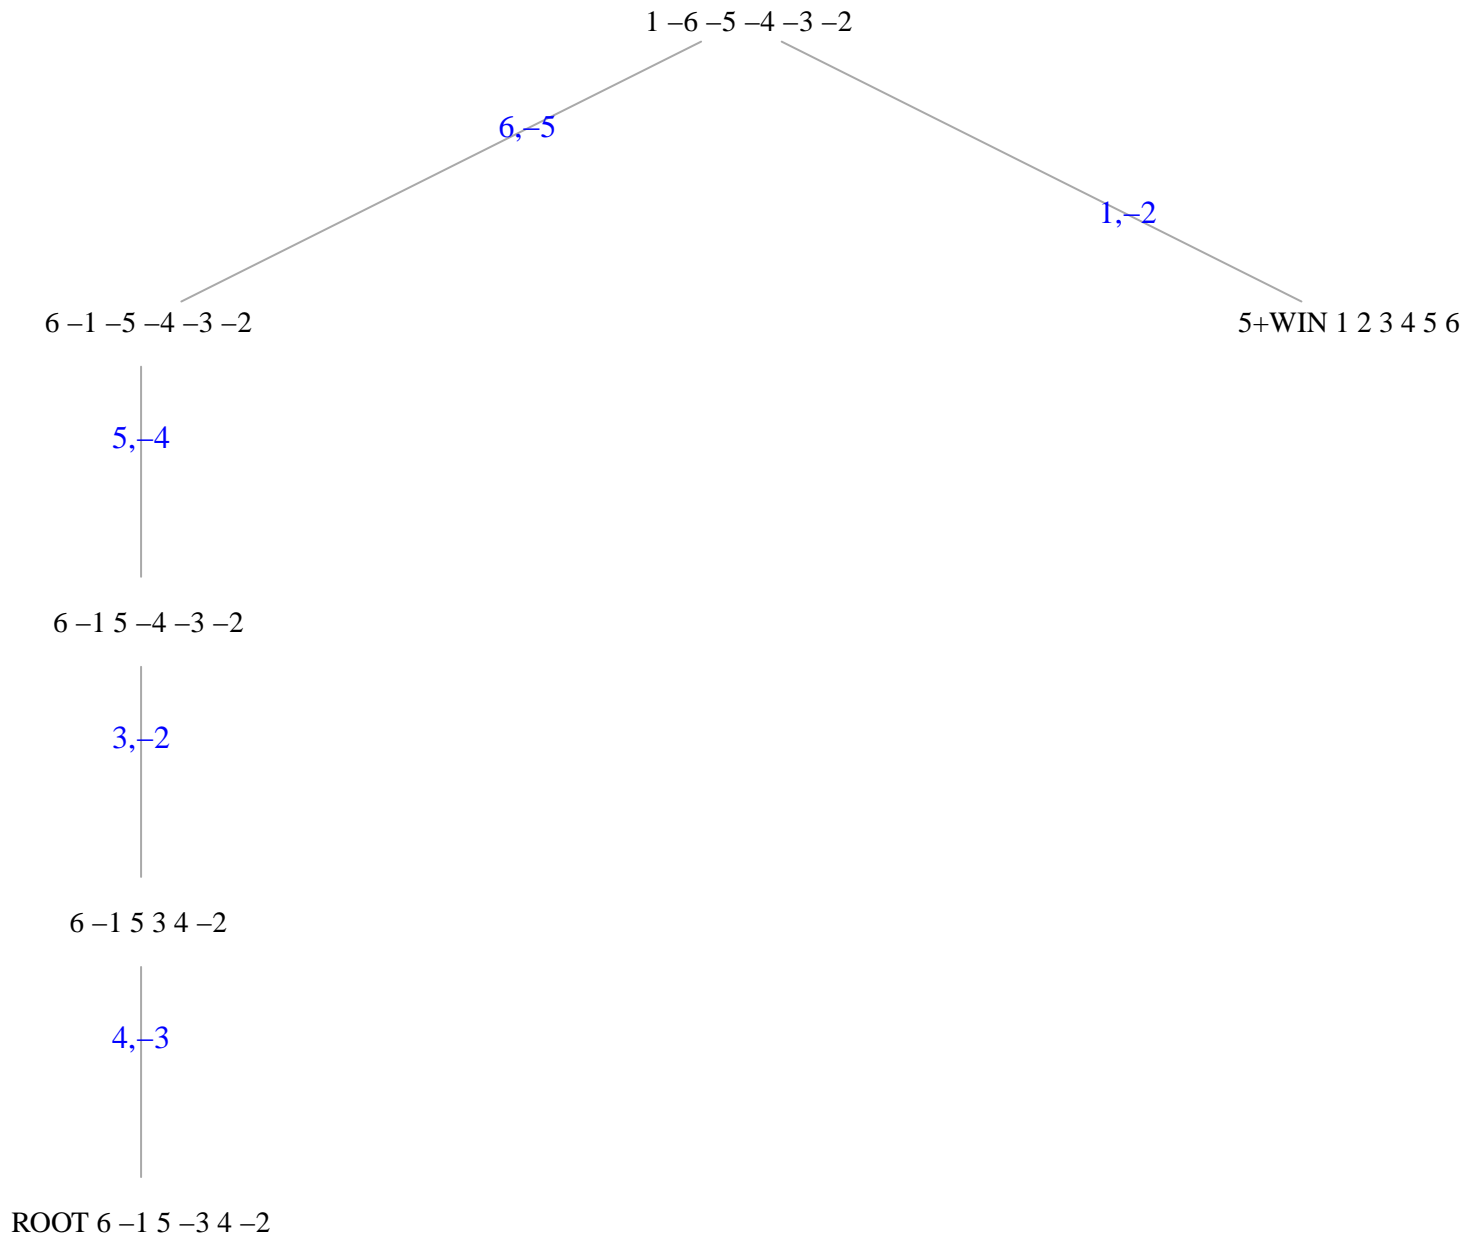 1 –6 –5 –4 –3 –2
6,–5
1,–2
6 –1 –5 –4 –3 –2
5+WIN 1 2 3 4 5 6
5,–4
6 –1 5 –4 –3 –2
3,–2
6 –1 5 3 4 –2
4,–3
ROOT 6 –1 5 –3 4 –2